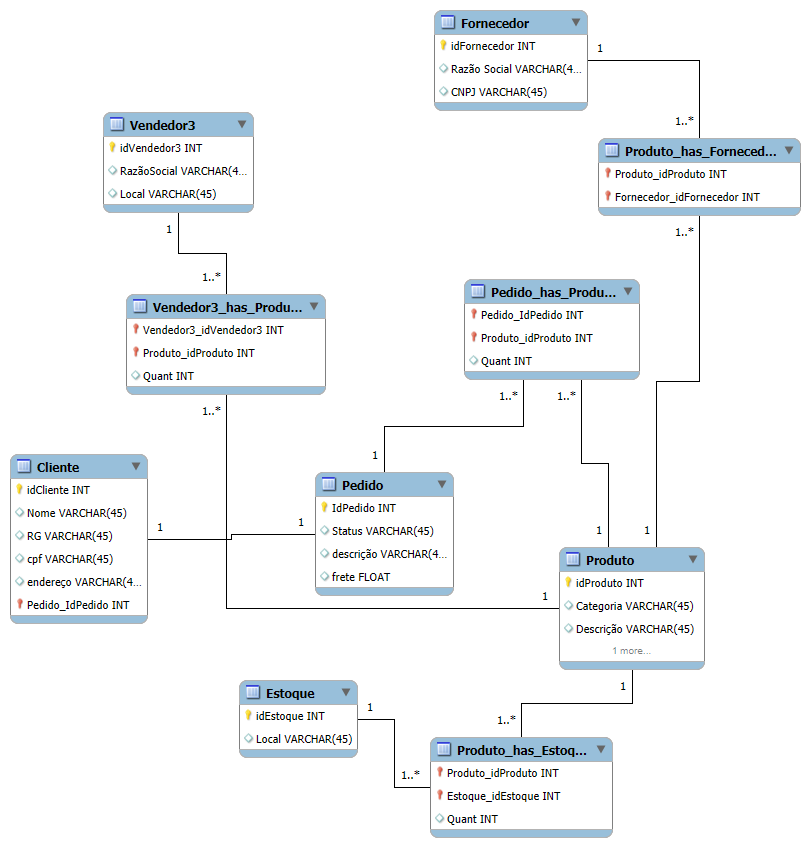 Fornecedor
idFornecedor INT
Razão Social VARCHAR(4...
CNPJ VARCHAR(45)
1
1..*
Produto_has_Forneced...
Produto_idProduto INT
Fornecedor_idFornecedor INT
1..*
Vendedor3
idVendedor3 INT
RazãoSocial VARCHAR(4...
Local VARCHAR(45)
1
1..*
Vendedor3_has_Produ...
Vendedor3_idVendedor3 INT
Produto_idProduto INT
Quant INT
1..*
Pedido_has_Produ...
Pedido_IdPedido INT
Produto_idProduto INT
Quant INT
1..*
1..*
Cliente
idCliente INT
Nome VARCHAR(45)
RG VARCHAR(45)
cpf VARCHAR(45)
endereço VARCHAR(4...
Pedido_IdPedido INT
1
1
1
Pedido
IdPedido INT
Status VARCHAR(45)
descrição VARCHAR(4...
frete FLOAT
1
1
1
Produto
idProduto INT
Categoria VARCHAR(45)
Descrição VARCHAR(45)
1 more...
1
Estoque
idEstoque INT
Local VARCHAR(45)
1
1..*
1..*
Produto_has_Estoq...
Produto_idProduto INT
Estoque_idEstoque INT
Quant INT